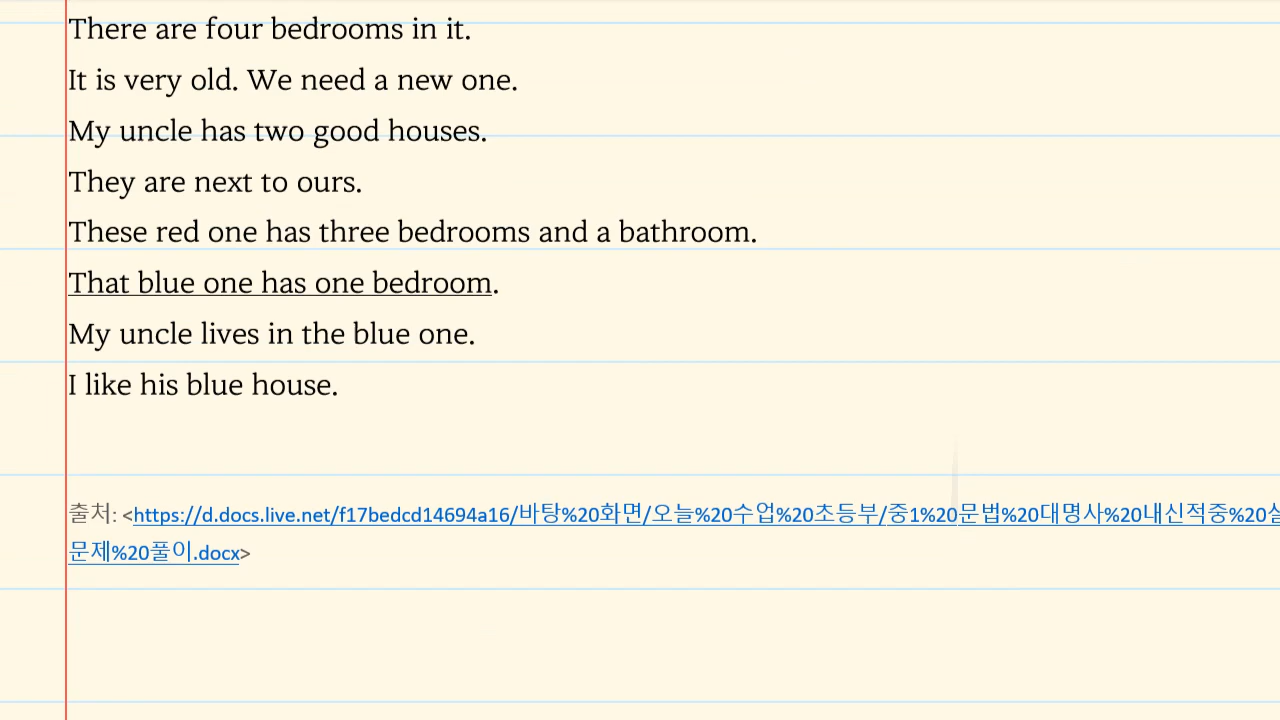 There are four bedrooms in it.
It is very old. We need a new one.
My uncle has two good houses.
They are next to ours.
These red one has three bedrooms and a bathroom.
That blue one has one bedroom.
My uncle lives in the blue one.
I like his blue house.
출처: <https://d.docs.live.net/f17bedcd14694a16/바탕%20화면/오늘%20수업%20초등부/중1%20문법%20대명사%20내신적중%20
문제%20풀이.docx>